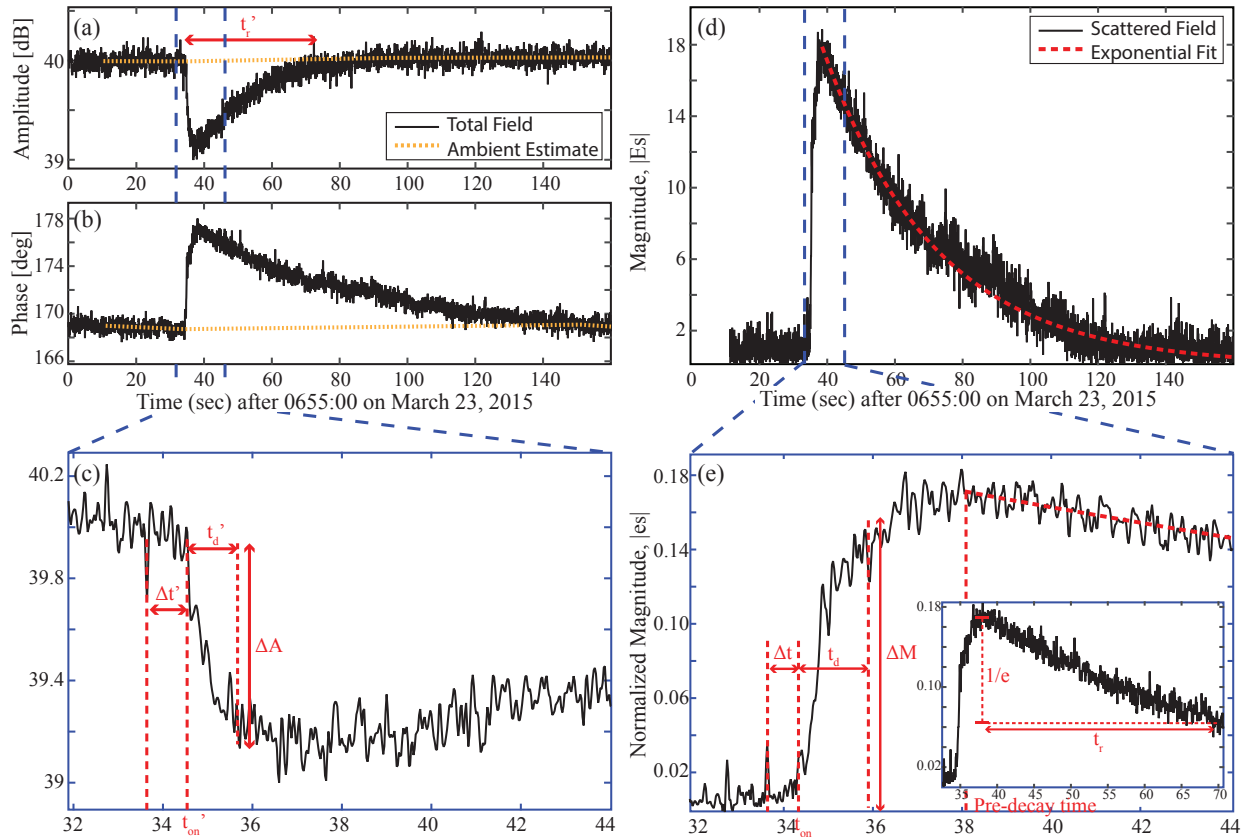 (a)
tr’
Amplitude [dB]
40
39
Total Field
Ambient Estimate
0 20 40 60 80 100 120 140
(b)
Phase [deg]
178
174
170
166
0 20 40 60 80 100 120 140
Time (sec) after 0655:00 on March 23, 2015
(c)
40.2
39.8
39.4
39
td’
Δt’
ΔA
32 34 36 38 40 42 44
ton’
(d)
Scattered Field
Exponential Fit
Magnitude, |Es|
18
14
10
6
2
0 20 40 60 80 100 120 140
Time (sec) after 0655:00 on March 23, 2015
(e)
Normalized Magnitude, |es|
0.18
0.14
0.10
0.06
0.02
Δt
td
ΔM
0.18
0.10
0.02
1/e
tr
35 40 45 50 55 60 65 70
Pre-decay time
32 34 36 38 40 42 44
ton